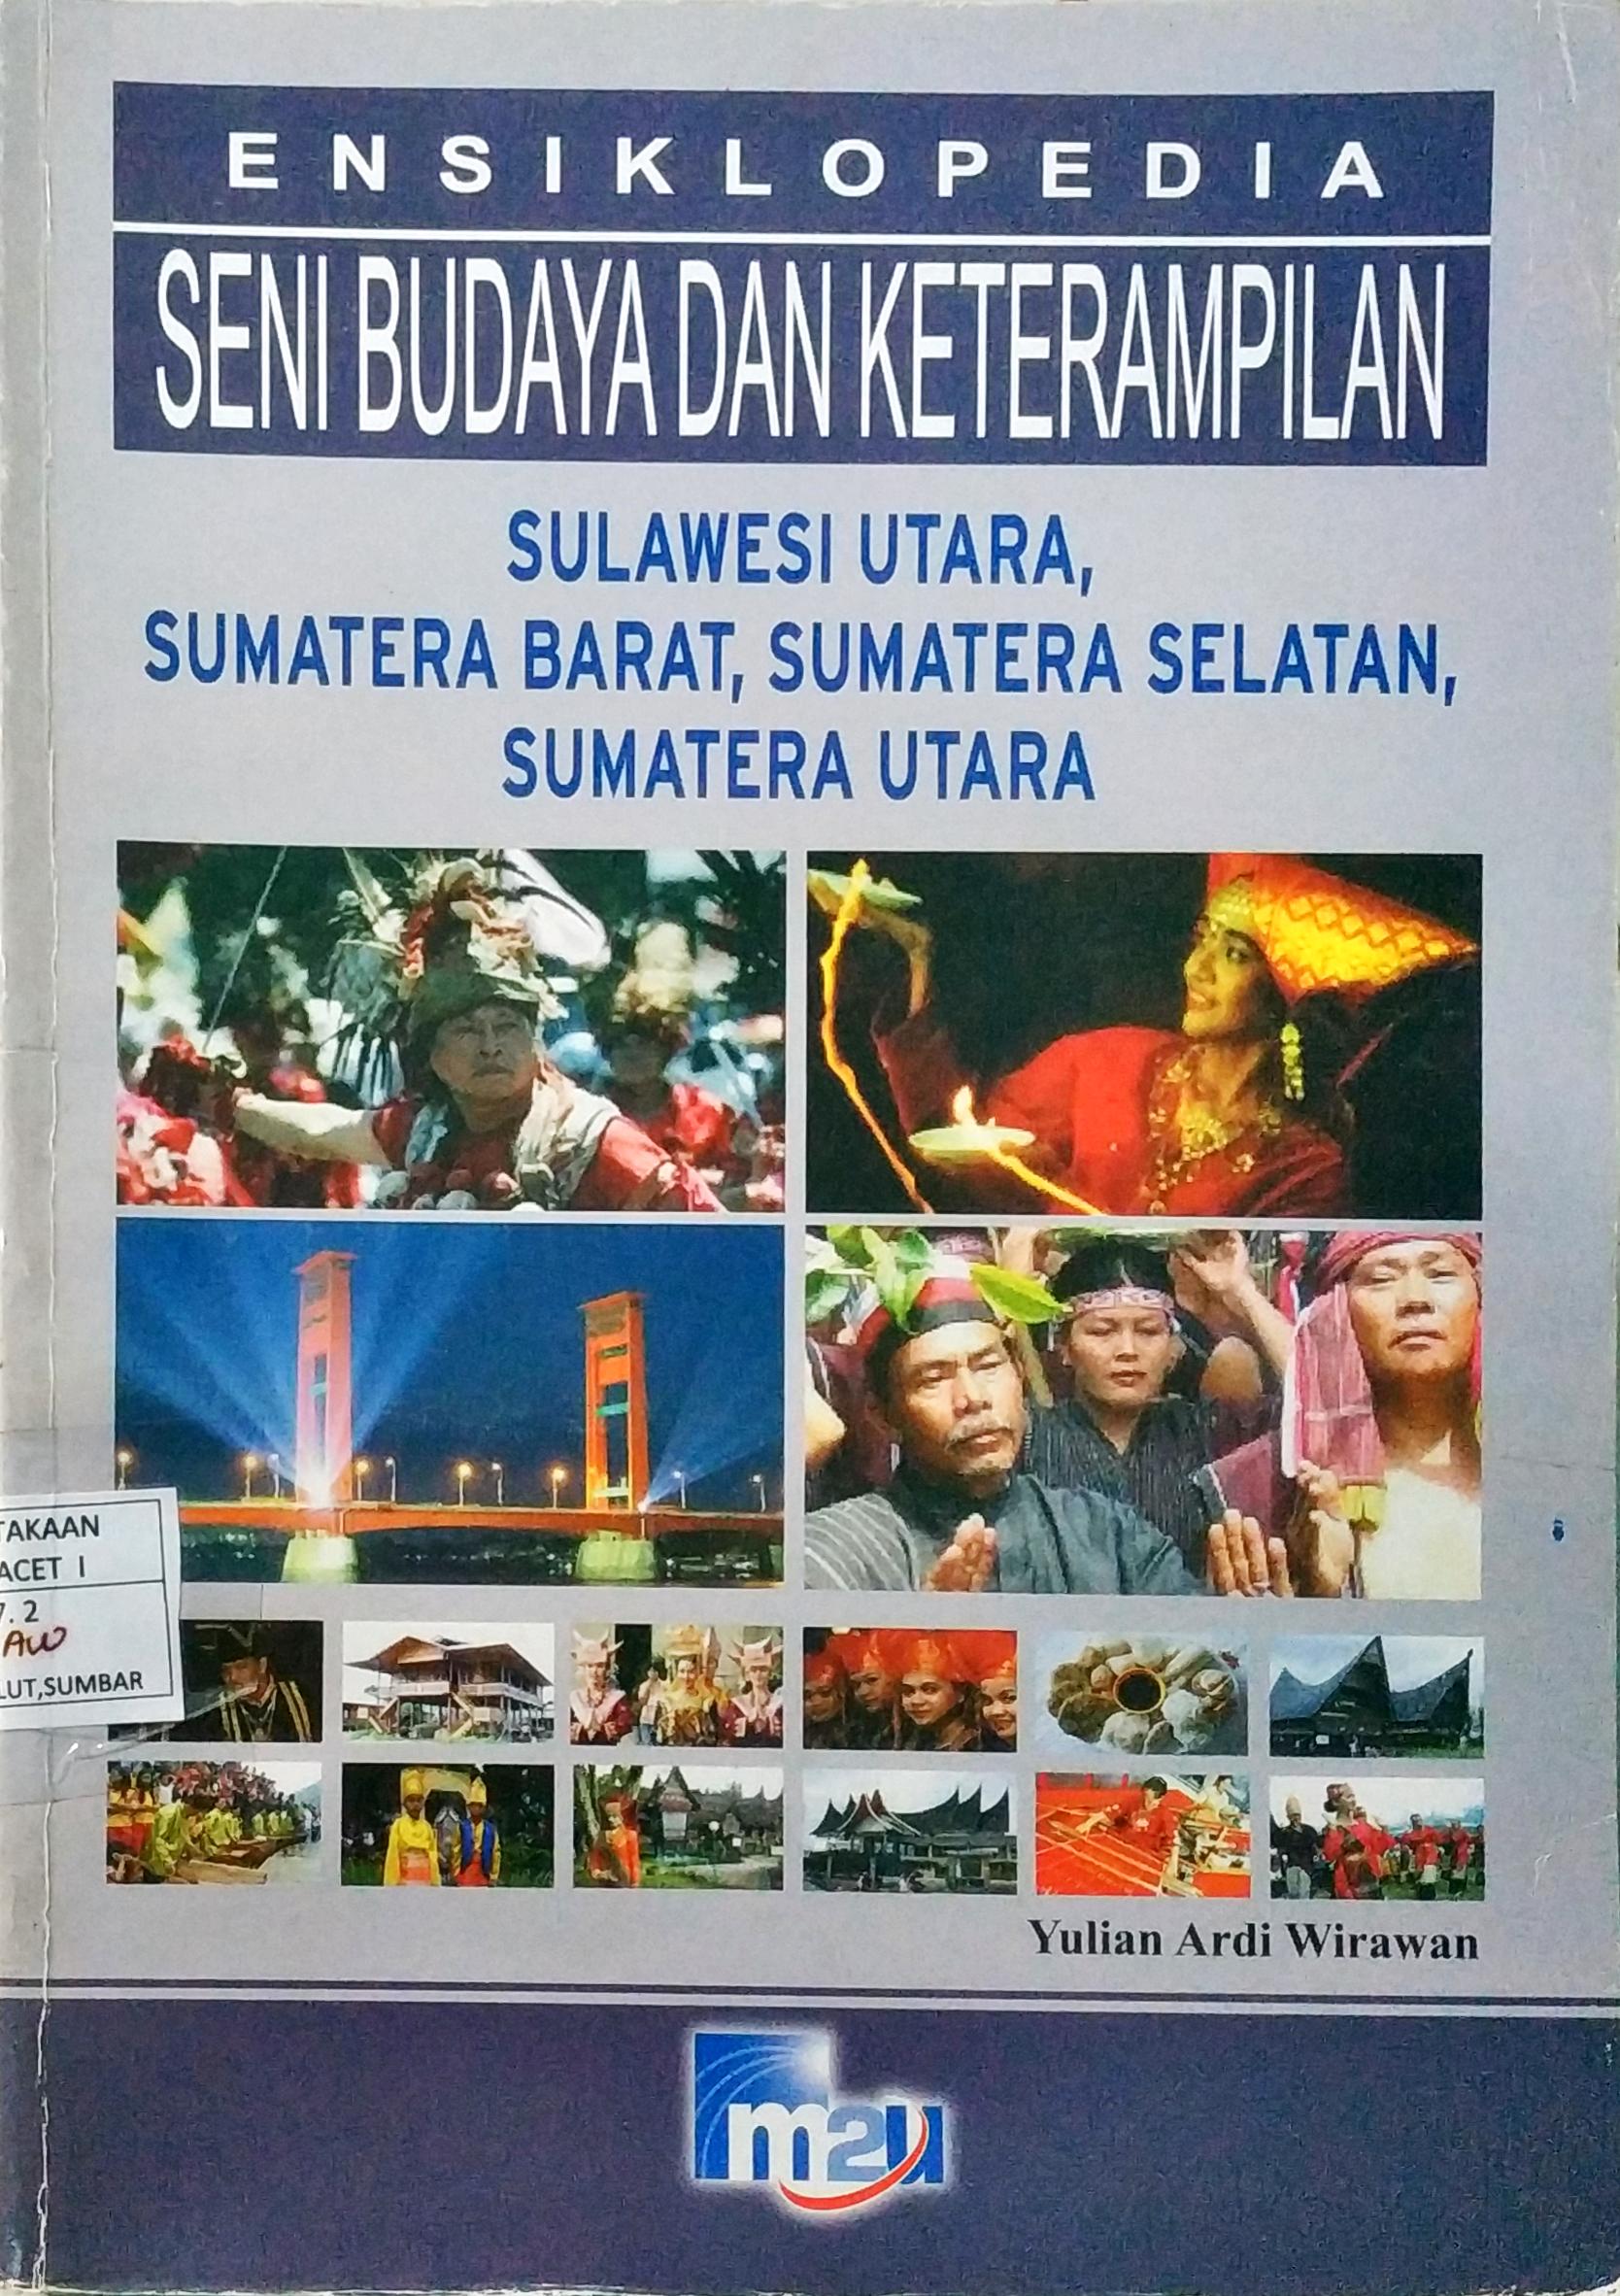 ENSIKLOPEDIA
SENI BUDAYA DAN KETERAMPILAN
SULAWESI UTARA,
SUMATERA BARAT, SUMATERA SELATAN,
SUMATERA UTARA
TAKAAN
ACET I
7.2
AW
LUT,SUMBAR
Yulian Ardi Wirawan
m2u